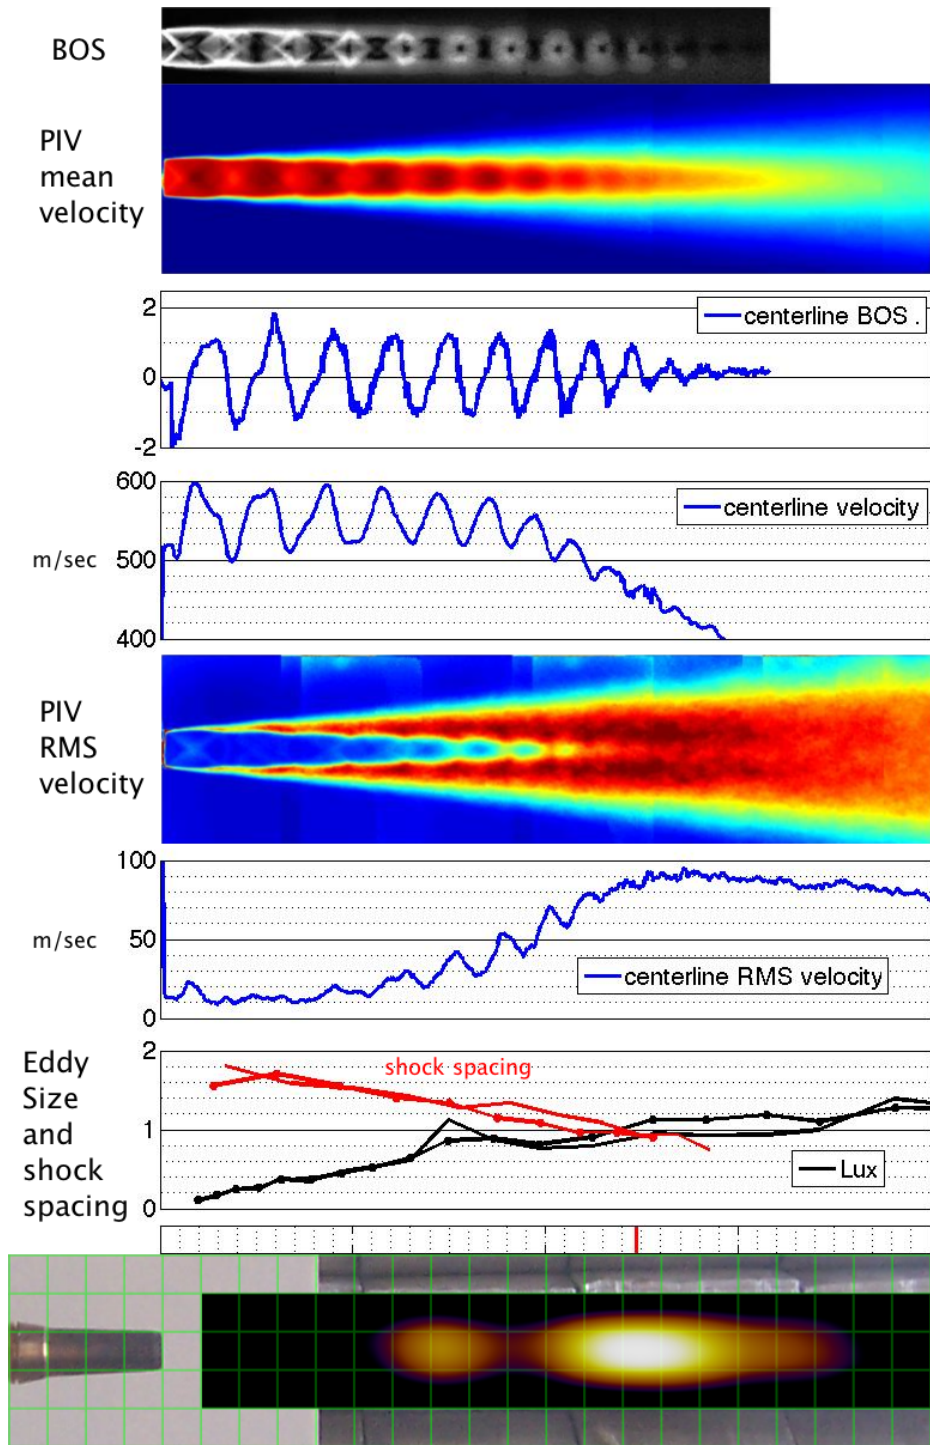 BOS
PIV
mean
velocity
2
0
-2
centerline BOS .
600
500
400
m/sec
centerline velocity
PIV
RMS
velocity
100
50
0
m/sec
centerline RMS velocity
Eddy
Size
and
shock
spacing
2
1
0
shock spacing
Lux